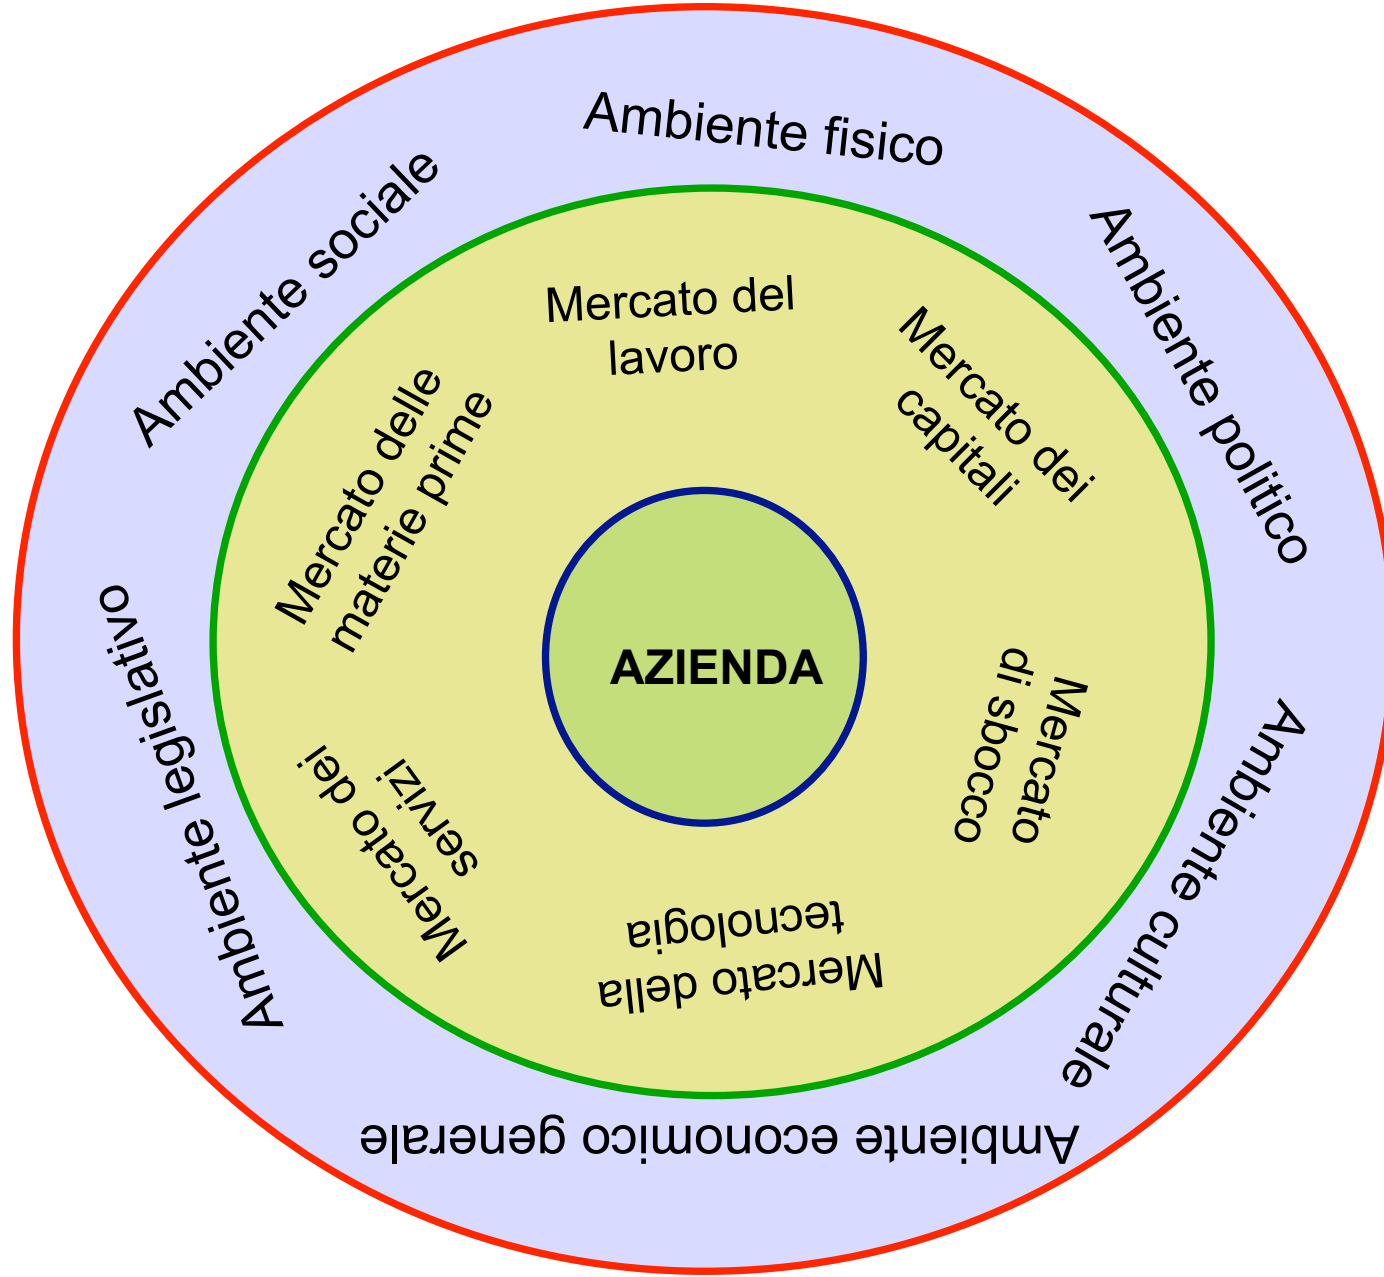 Ambiente fisico
Ambiente politico
Ambiente culturale
Ambiente economico generale
Ambiente legislativo
Ambiente sociale
Mercato del
lavoro
Mercato dei
capitali
Mercato
di sbocco
Mercato della
tecnologia
Mercato dei
servizi
Mercato delle
materie prime
AZIENDA